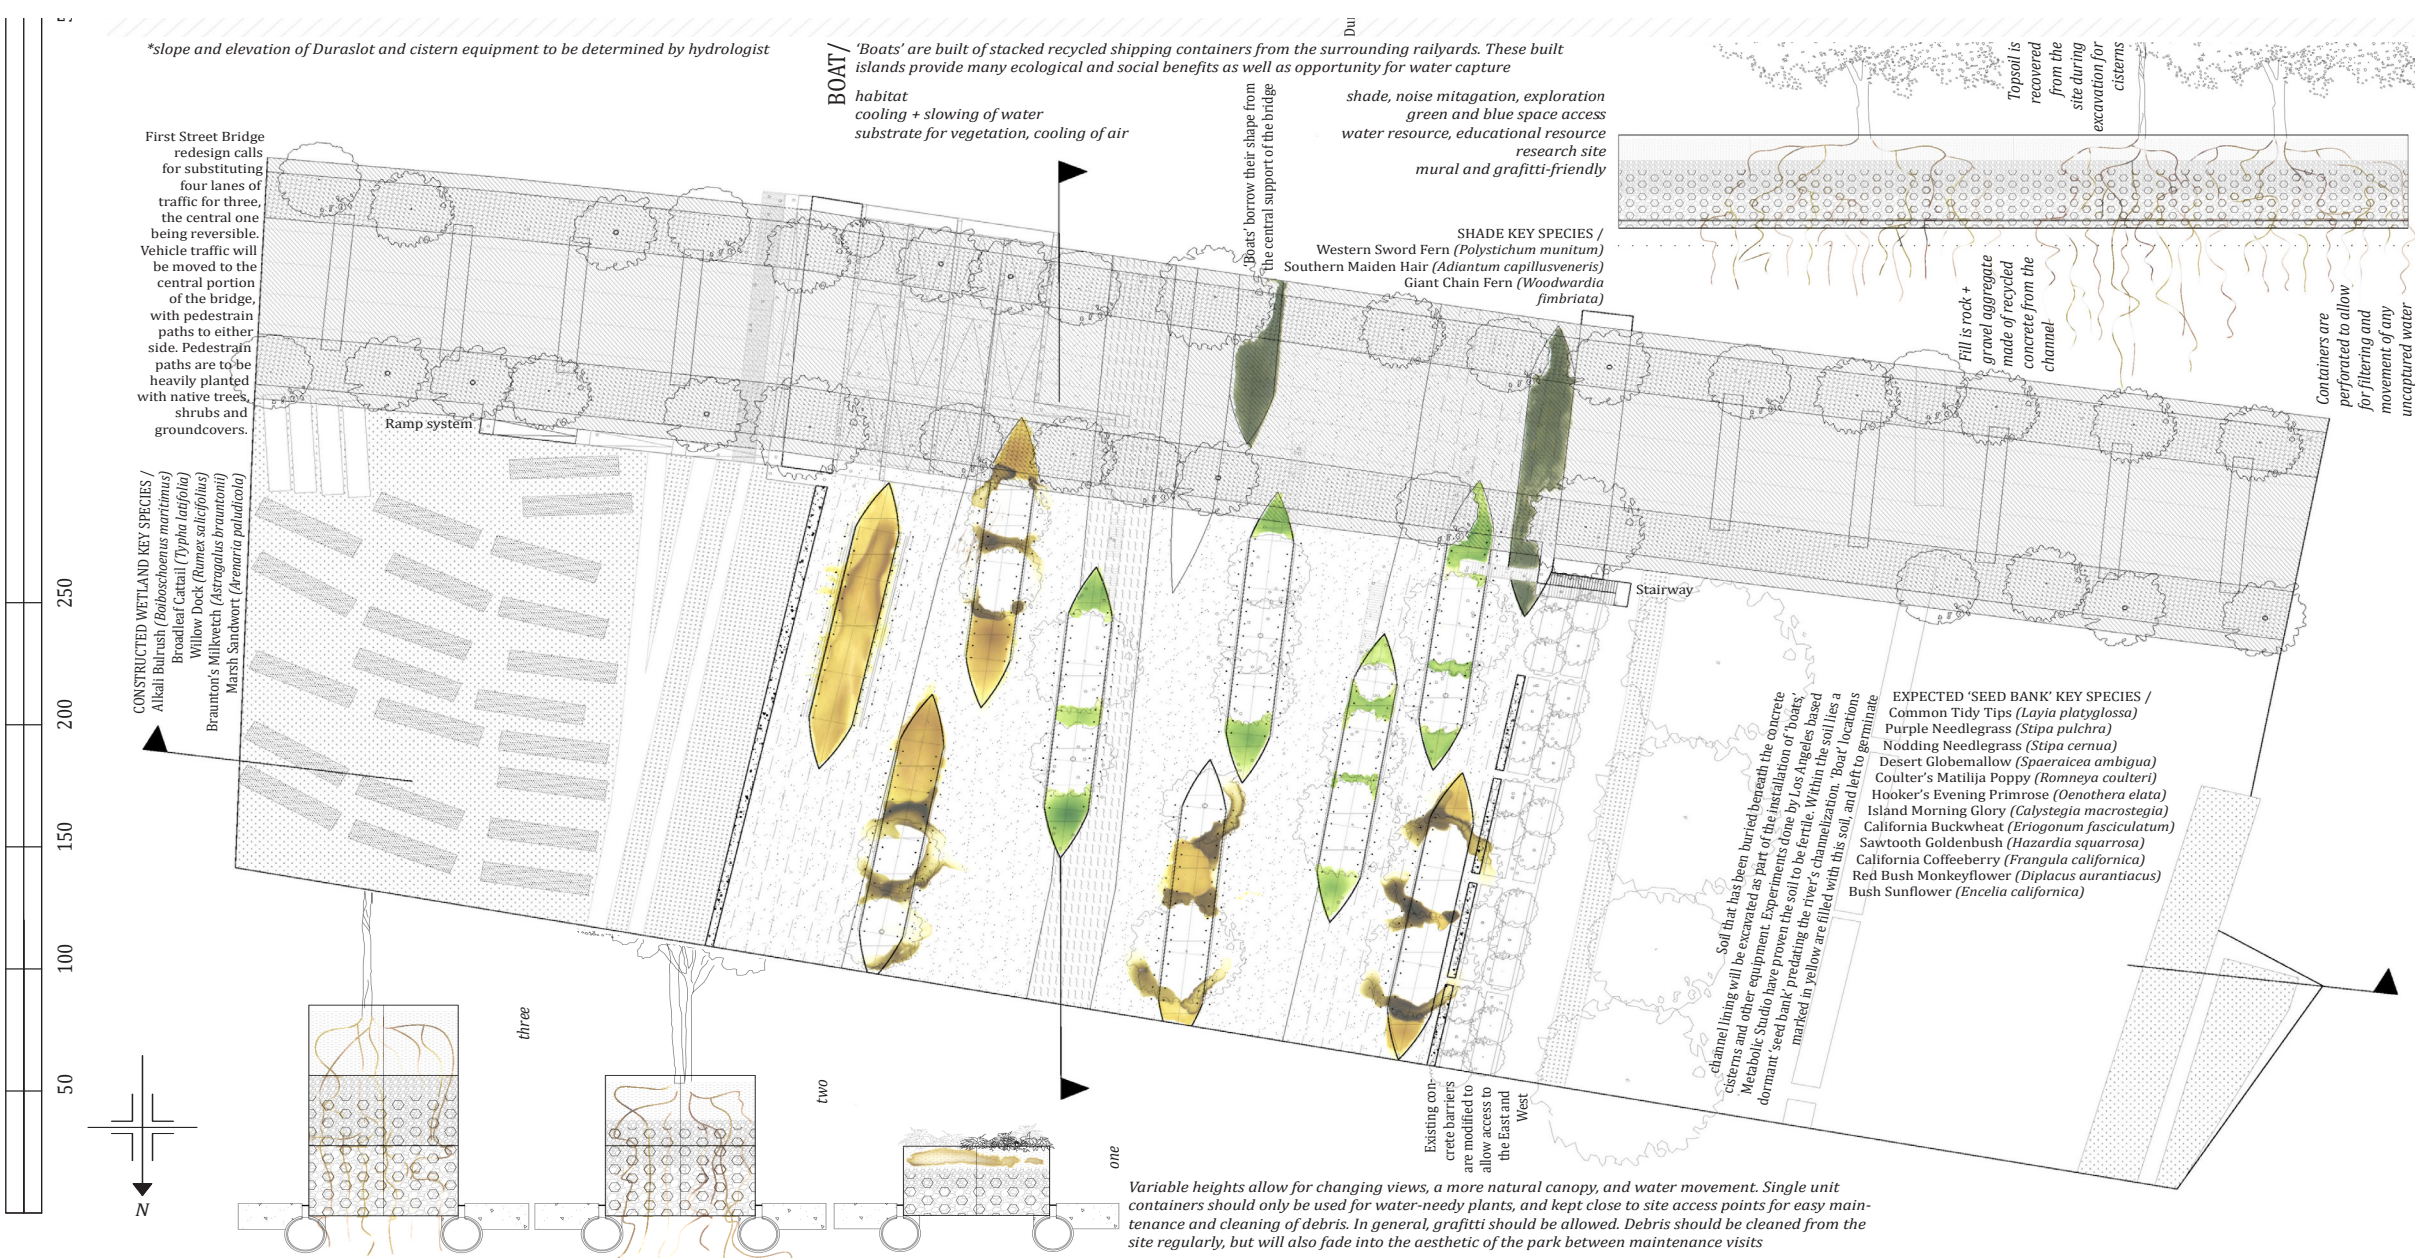 *slope and elevation of Duraslot and cistern equipment to be determined by hydrologist
BOAT/
‘Boats’ are built of stacked recycled shipping containers from the surrounding railyards. These built
islands provide many ecological and social benefits as well as opportunity for water capture
habitat
cooling + slowing of water
substrate for vegetation, cooling of air
shade, noise mitagation, exploration
green and blue space access
water resource, educational resource
research site
mural and grafitti-friendly
‘Boats’ borrow their shape from
the central support of the bridge
SHADE KEY SPECIES /
Western Sword Fern (Polystichum munitum)
Southern Maiden Hair (Adiantum capillusveneris)
Giant Chain Fern (Woodwardia
fimbriata)
Topsoil is
recovered
from the
site during
excavation for
cisterns
Fill is rock +
gravel aggregate
made of recycled
concrete from the
channel
Containers are
perforated to allow
for filtering and
movement of any
uncaptured water
First Street Bridge
redesign calls
for substituting
four lanes of
traffic for three,
the central one
being reversible.
Vehicle traffic will
be moved to the
central portion
of the bridge,
with pedestrain
paths to either
side. Pedestrain
paths are to be
heavily planted
with native trees,
shrubs and
groundcovers.
Ramp system
Stairway
CONSTRUCTED WETLAND KEY SPECIES /
Alkali Bulrush (Bolboschoenus maritimus)
Broadleaf Cattail (Typha latifolia)
Willow Dock (Rumex salicifolius)
Braunton’s Milkvetch (Astragalus brauntonii)
Marsh Sandwort (Arenaria paludicola)
250
200
150
100
50
Soil that has been buried beneath the concrete
channel lining will be excavated as part of the installation of ‘boats,’
cisterns and other equipment. Experiments done by Los Angeles based
Metabolic Studio have proven the soil to be fertile. Within the soil lies a
dormant ‘seed bank’ predating the river’s channelization. ‘Boat’ locations
marked in yellow are filled with this soil, and left to germinate
EXPECTED ‘SEED BANK’ KEY SPECIES /
Common Tidy Tips (Layia platyglossa)
Purple Needlegrass (Stipa pulchra)
Nodding Needlegrass (Stipa cernua)
Desert Globemallow (Spaeraicea ambigua)
Coulter’s Matilija Poppy (Romneya coulteri)
Hooker’s Evening Primrose (Oenothera elata)
Island Morning Glory (Calystegia macrostegia)
California Buckwheat (Eriogonum fasciculatum)
Sawtooth Goldenbush (Hazardia squarrosa)
California Coffeeberry (Frangula californica)
Red Bush Monkeyflower (Diplacus aurantiacus)
Bush Sunflower (Encelia californica)
Existing con-
crete barriers
are modified to
allow access to
the East and
West
three
two
one
N
Variable heights allow for changing views, a more natural canopy, and water movement. Single unit
containers should only be used for water-needy plants, and kept close to site access points for easy main-
tenance and cleaning of debris. In general, grafitti should be allowed. Debris should be cleaned from the
site regularly, but will also fade into the aesthetic of the park between maintenance visits